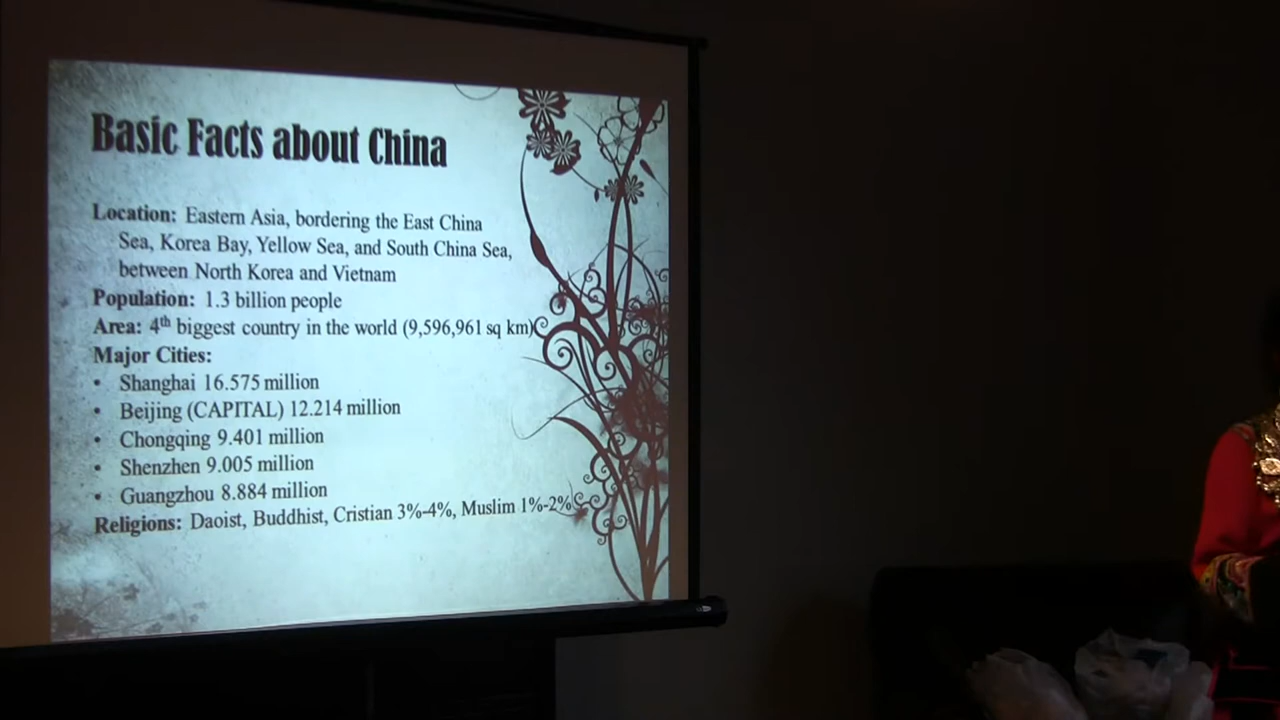 Basic Facts about China
Location: Eastern Asia, bordering the East China
Sea, Korea Bay, Yellow Sea, and South China Sea,
between North Korea and Vietnam
Population: 1.3 billion people
Area: 4th biggest country in the world (9,596,961 sq km)
Major Cities:
• Shanghai 16.575 million
• Beijing (CAPITAL) 12.214 million
• Chongqing 9.401 million
• Shenzhen 9.005 million
• Guangzhou 8.884 million
Religions: Daoist, Buddhist, Cristian 3%-4%, Muslim 1%-2%